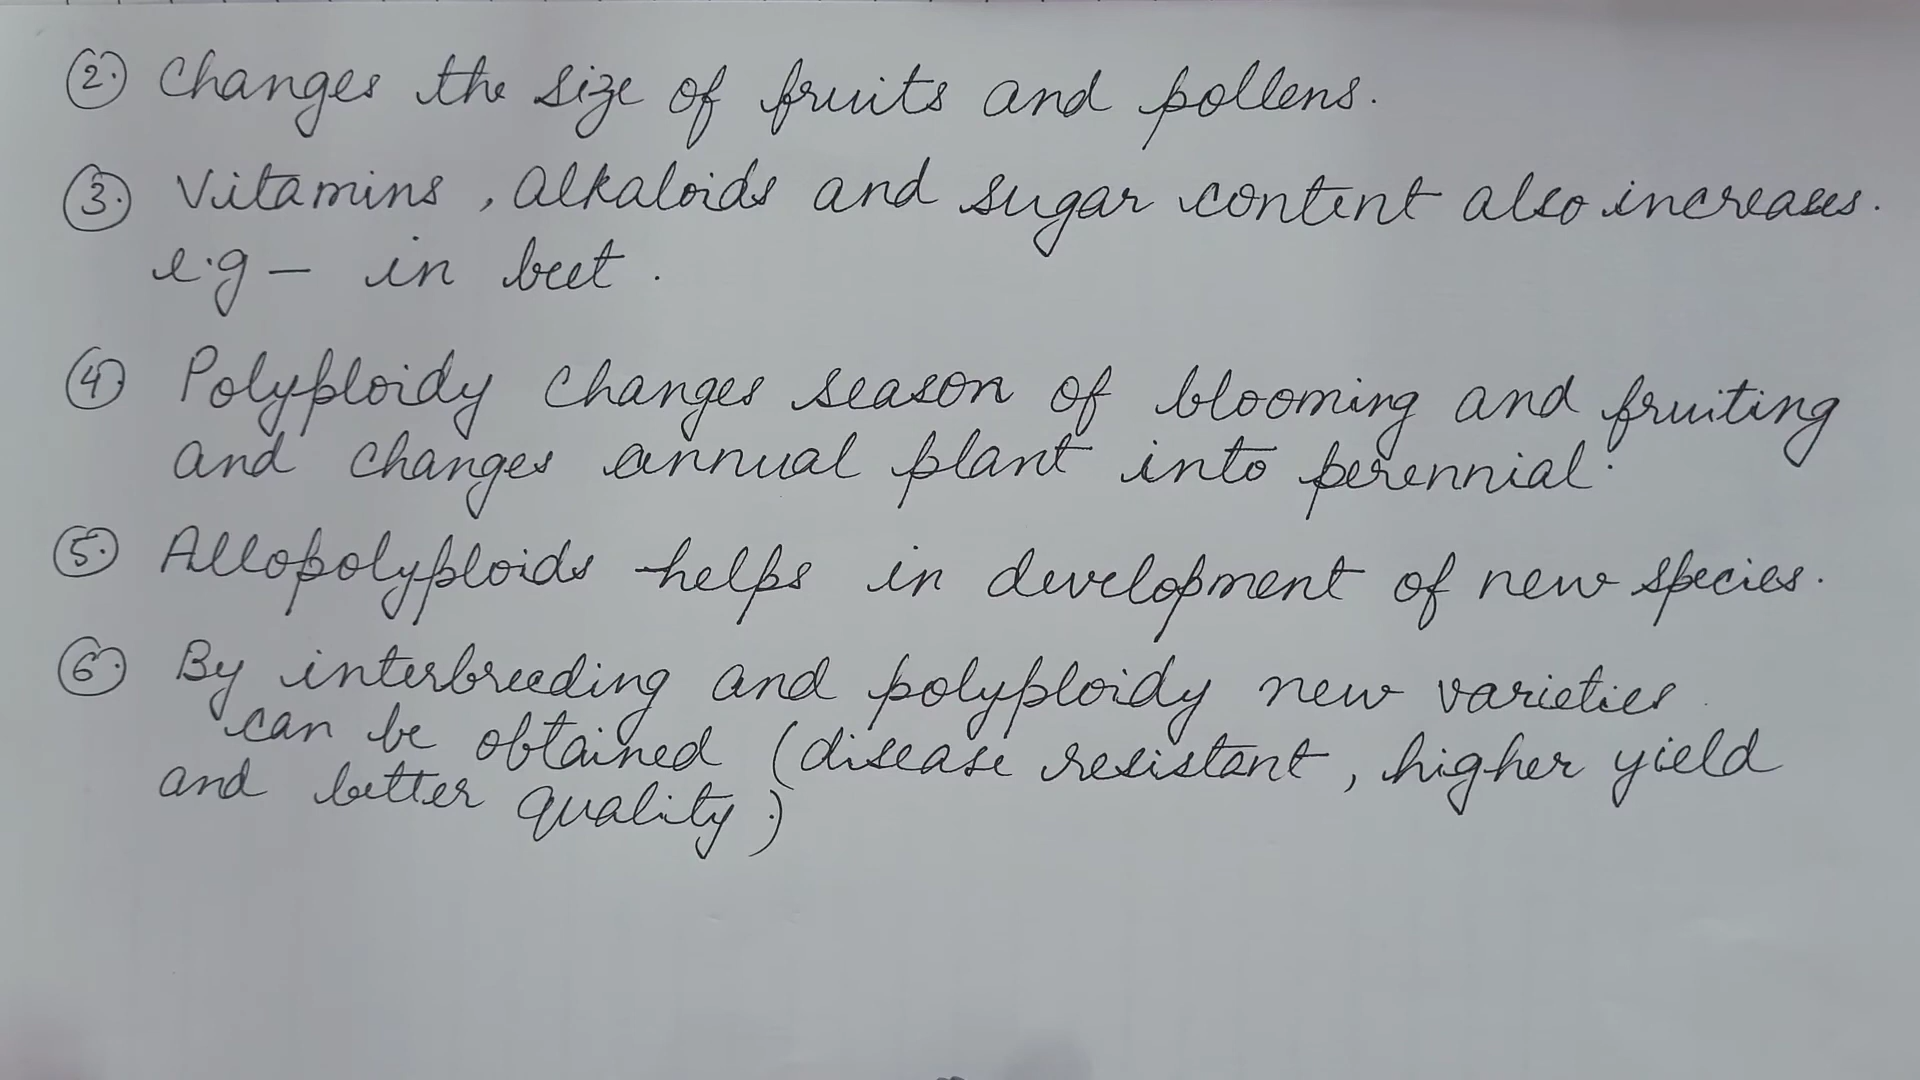 2. Changes the size of fruits and pollens.
3. Vitamins, Alkaloids and sugar content also increases.
e.g - in beet.
4. Polyploidy changes season of blooming and fruiting
and changes annual plant into perennial.
5. Allopolyploids helps in development of new species.
6. By interbreeding and polyploidy new varieties
can be obtained (disease resistant, higher yield
and better quality.)